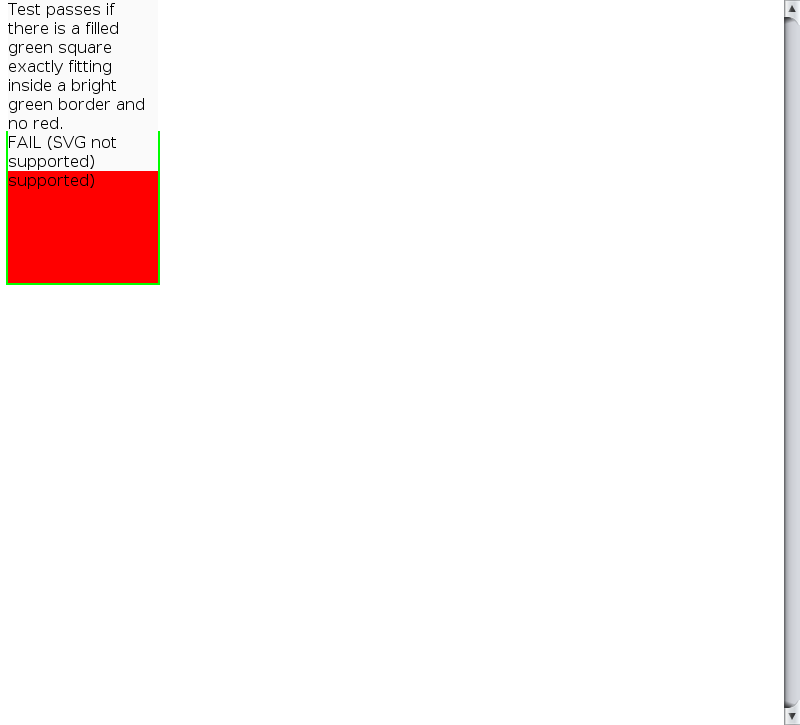 Test passes if
there is a filled
green square
exactly fitting
inside a bright
green border and
no red.
FAIL (SVG not
supported)
supported)